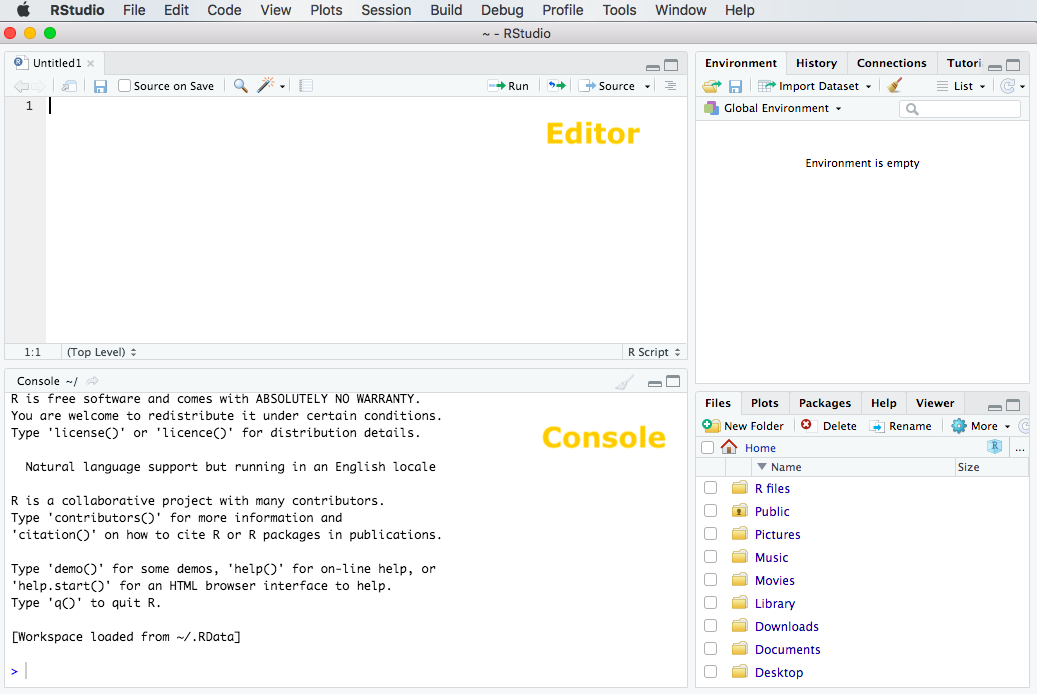 RStudio File Edit Code View Plots Session Build Debug Profile Tools Window Help
~ - RStudio
Untitled1
Source on Save Run Source
1
Editor
1:1 (Top Level) R Script
Console ~/
R is free software and comes with ABSOLUTELY NO WARRANTY.
You are welcome to redistribute it under certain conditions.
Type 'license()' or 'licence()' for distribution details.
Console
Natural language support but running in an English locale
R is a collaborative project with many contributors.
Type 'contributors()' for more information and
'citation()' on how to cite R or R packages in publications.
Type 'demo()' for some demos, 'help()' for on-line help, or
'help.start()' for an HTML browser interface to help.
Type 'q()' to quit R.
[Workspace loaded from ~/.RData]
>
Environment History Connections Tutori
Import Dataset List
Global Environment
Environment is empty
Files Plots Packages Help Viewer
New Folder Delete Rename More
Home ...
Name Size
R files
Public
Pictures
Music
Movies
Library
Downloads
Documents
Desktop